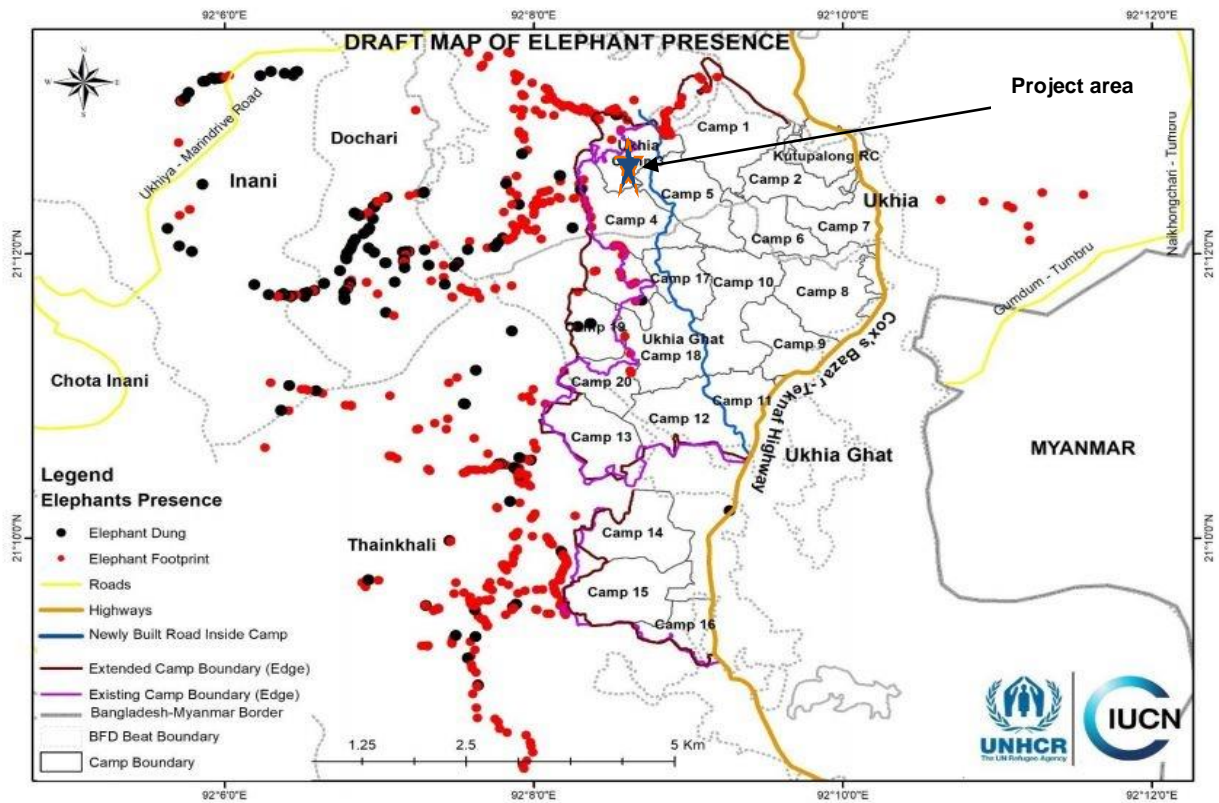 92°6'0"E 92°8'0"E 92°10'0"E 92°12'0"E
DRAFT MAP OF ELEPHANT PRESENCE
Project area
N
W E
S
Ukhiya - Marindrive Road
Dochari
Inani
Chota Inani
Thainkhali
Camp 1
Ukhia
Kutupalong RC
Camp 2
Camp 5
Ukhia
Camp 4
Camp 7
Camp 6
Camp 17
Camp 10
Camp 8
Camp 19
Ukhia Ghat
Camp 18
Camp 9
Camp 20
Camp 11
Camp 12
Camp 13
Ukhia Ghat
Camp 14
Camp 15
Camp 16
Cox's Bazar-Teknaf Highway
Gumdum - Tumbru
Naikhongchari - Tumoru
MYANMAR
21°12'0"N 21°12'0"N
21°10'0"N 21°10'0"N
Legend
Elephants Presence
Elephant Dung
Elephant Footprint
Roads
Highways
Newly Built Road Inside Camp
Extended Camp Boundary (Edge)
Existing Camp Boundary (Edge)
Bangladesh-Myanmar Border
BFD Beat Boundary
Camp Boundary
1.25 2.5 5 Km
UNHCR
The UN Refugee Agency
IUCN
92°6'0"E 92°8'0"E 92°10'0"E 92°12'0"E